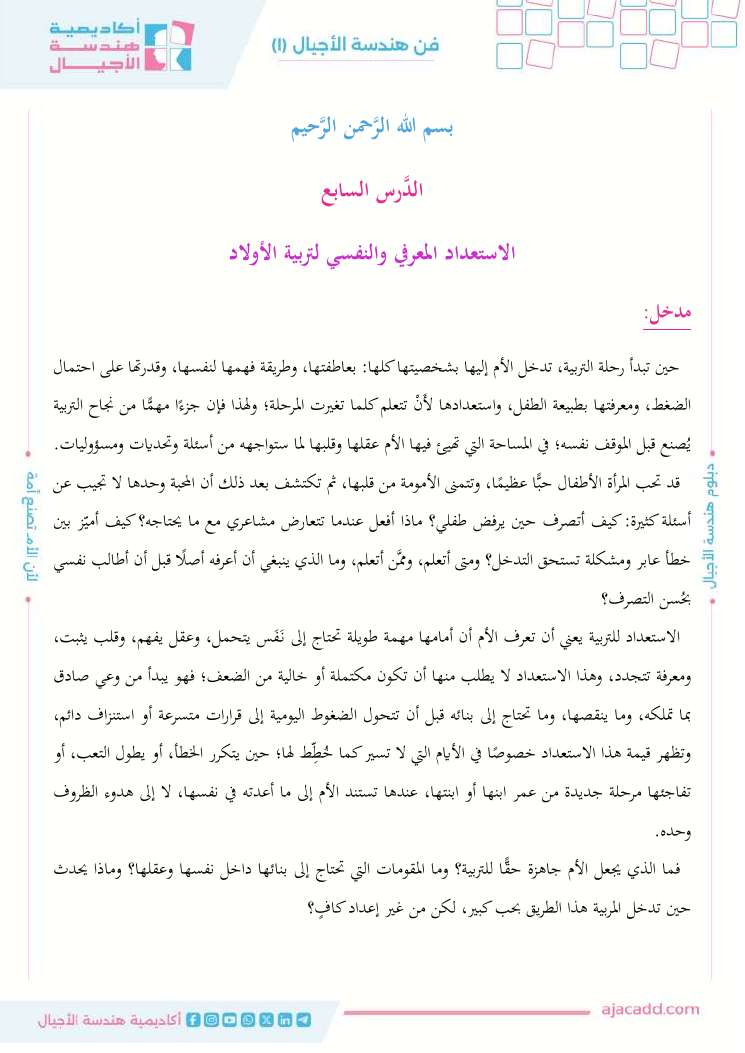 أكاديمية
هندسة
الأجيال
فن هندسة الأجيال (1)
بسم الله الرَّحمن الرَّحيم
الدَّرس السابع
الاستعداد المعرفي والنفسي لتربية الأولاد
مدخل:
حين تبدأ رحلة التربية، تدخل الأم إليها بشخصيتها كلها: بعاطفتها، وطريقة فهمها لنفسها، وقدرتها على احتمال
الضغط، ومعرفتها بطبيعة الطفل، واستعدادها لأَنْ تتعلم كلما تغيرت المرحلة؛ ولهذا فإن جزءًا مهمًّا من نجاح التربية
يُصنع قبل الموقف نفسه؛ في المساحة التي تهيئ فيها الأم عقلها وقلبها لما ستواجهه من أسئلة وتحديات ومسؤوليات.
قد تحب المرأة الأطفال حبًّا عظيمًا، وتتمنى الأمومة من قلبها، ثم تكتشف بعد ذلك أن المحبة وحدها لا تجيب عن
أسئلة كثيرة: كيف أتصرف حين يرفض طفلي؟ ماذا أفعل عندما تتعارض مشاعري مع ما يحتاجه؟ كيف أميّز بين
خطأ عابر ومشكلة تستحق التدخل؟ ومتى أتعلم، وممَّن أتعلم، وما الذي ينبغي أن أعرفه أصلًا قبل أن أطالب نفسي
بحُسن التصرف؟
الاستعداد للتربية يعني أن تعرف الأم أن أمامها مهمة طويلة تحتاج إلى نَفَس يتحمل، وعقل يفهم، وقلب يثبت،
ومعرفة تتجدد، وهذا الاستعداد لا يطلب منها أن تكون مكتملة أو خالية من الضعف؛ فهو يبدأ من وعي صادق
بما تملكه، وما ينقصها، وما تحتاج إلى بنائه قبل أن تتحول الضغوط اليومية إلى قرارات متسرعة أو استنزاف دائم،
وتظهر قيمة هذا الاستعداد خصوصًا في الأيام التي لا تسير كما خُطِّط لها؛ حين يتكرر الخطأ، أو يطول التعب، أو
تفاجئها مرحلة جديدة من عمر ابنها أو ابنتها، عندها تستند الأم إلى ما أعدته في نفسها، لا إلى هدوء الظروف
وحده.
فما الذي يجعل الأم جاهزة حقًّا للتربية؟ وما المقومات التي تحتاج إلى بنائها داخل نفسها وعقلها؟ وماذا يحدث
حين تدخل المربية هذا الطريق بحب كبير، لكن من غير إعداد كافٍ؟
دبلوم هندسة الأجيال
لأن الأم تصنع أمة
أكاديمية هندسة الأجيال
ajacadd.com